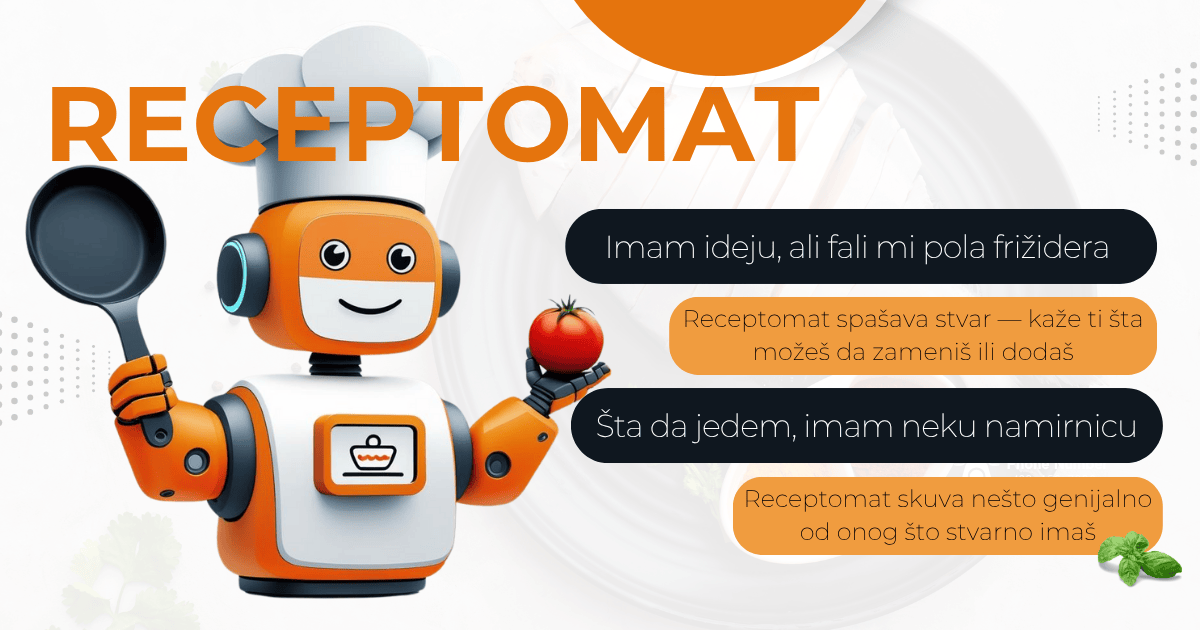 RECEPTOMAT
Imam ideju, ali fali mi pola frižidera
Receptomat spašava stvar — kaže ti šta
možeš da zameniš ili dodaš
Šta da jedem, imam neku namirnicu
Receptomat skuva nešto genijalno
od onog što stvarno imaš